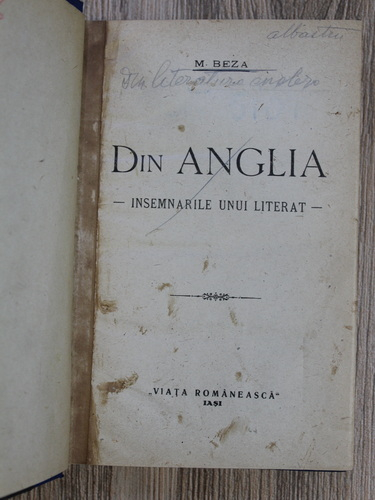 albastru
M. BEZA
Din literatura engleza
DIN ANGLIA
— INSEMNARILE UNUI LITERAT —
„VIAȚA ROMÂNEASCĂ“
IAȘI